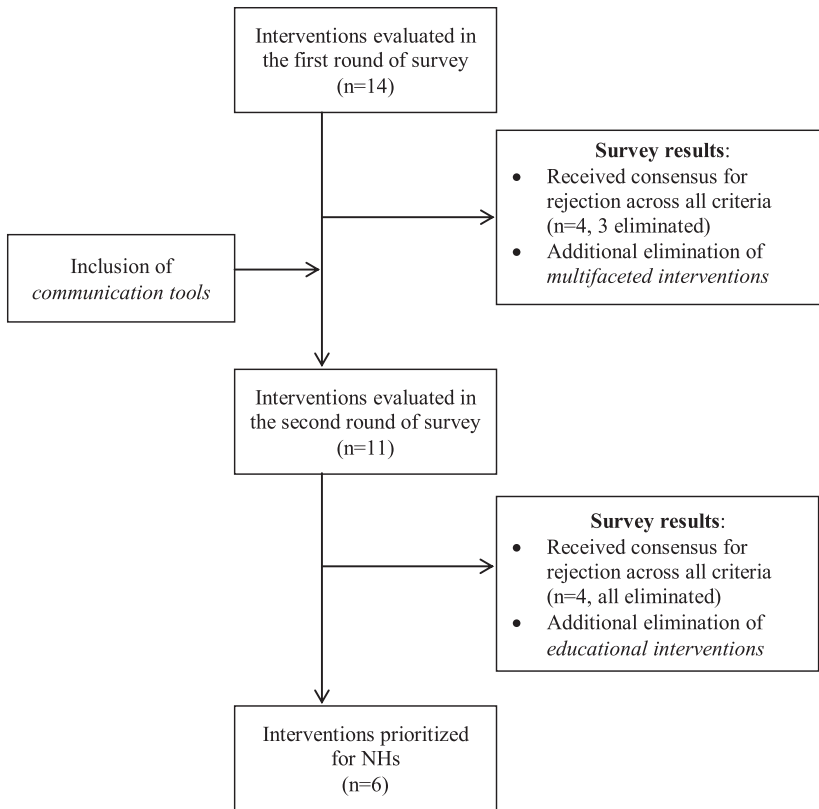 Interventions evaluated in
the first round of survey
(n=14)
Survey results:
• Received consensus for
rejection across all criteria
(n=4, 3 eliminated)
• Additional elimination of
multifaceted interventions
Inclusion of
communication tools
Interventions evaluated in
the second round of survey
(n=11)
Survey results:
• Received consensus for
rejection across all criteria
(n=4, all eliminated)
• Additional elimination of
educational interventions
Interventions prioritized
for NHs
(n=6)